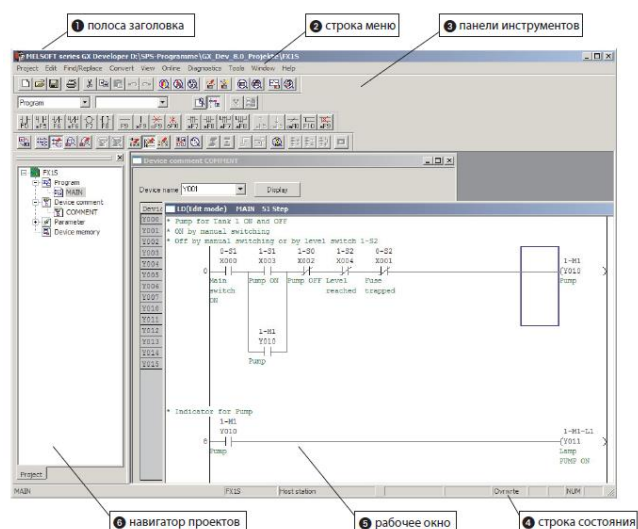 ❶ полоса заголовка
❷ строка меню
❸ панели инструментов
MELSOFT series GX Developer D:\SPS-Programme\GX_Dev_8.0_Projekte\FX1S
Project Edit Find/Replace Convert View Online Diagnostics Tools Window Help
Program
Device comment COMMENT
FX1S
Program
MAIN
Device comment
COMMENT
Parameter
Device memory
Device name Y001 Display
LD(Edit mode) MAIN 51 Step
Y000
Y001
Y002
Y003
Y004
Y005
Y006
Y007
Y010
Y011
Y012
Y013
Y014
Y015
* Pump for Tank 1 ON and OFF
* ON by manual switching
* Off by manual switching or by level switch 1-S2
0-S1 1-S1 1-S0 1-S2 0-S2
X000 X003 X002 X004 X001 1-M1
0 (Y010
Main switch ON
Pump ON
Pump OFF
Level reached
Fuse trapped
Pump
1-M1
Y010
Pump
* Indicator for Pump
1-M1
Y010 1-M1-L1
(Y011
Pump
Lamp
PUMP ON
Project
MAIN FX1S Host station Ovrwrte NUM
❻ навигатор проектов
❺ рабочее окно
❹ строка состояния